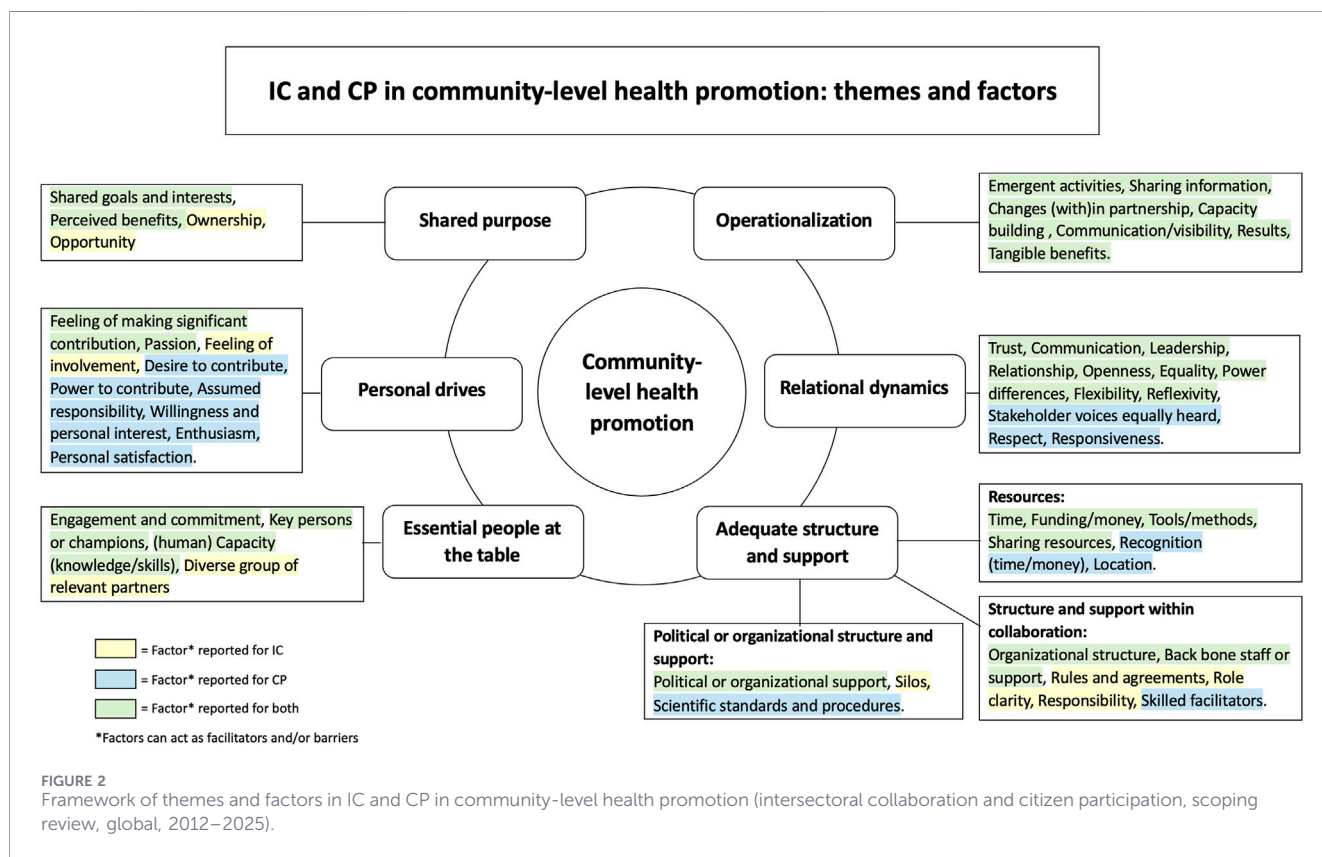 IC and CP in community-level health promotion: themes and factors
Shared goals and interests,
Perceived benefits, Ownership,
Opportunity
Shared purpose
Operationalization
Emergent activities, Sharing information,
Changes (with)in partnership, Capacity
building , Communication/visibility, Results,
Tangible benefits.
Feeling of making significant
contribution, Passion, Feeling of
involvement, Desire to contribute,
Power to contribute, Assumed
responsibility, Willingness and
personal interest, Enthusiasm,
Personal satisfaction.
Personal drives
Community-
level health
promotion
Relational dynamics
Trust, Communication, Leadership,
Relationship, Openness, Equality, Power
differences, Flexibility, Reflexivity,
Stakeholder voices equally heard,
Respect, Responsiveness.
Engagement and commitment, Key persons
or champions, (human) Capacity
(knowledge/skills), Diverse group of
relevant partners
Essential people at
the table
Adequate structure
and support
Resources:
Time, Funding/money, Tools/methods,
Sharing resources, Recognition
(time/money), Location.
Structure and support within
collaboration:
Organizational structure, Back bone staff or
support, Rules and agreements, Role
clarity, Responsibility, Skilled facilitators.
Political or organizational structure and
support:
Political or organizational support, Silos,
Scientific standards and procedures.
= Factor* reported for IC
= Factor* reported for CP
= Factor* reported for both
*Factors can act as facilitators and/or barriers
FIGURE 2
Framework of themes and factors in IC and CP in community-level health promotion (intersectoral collaboration and citizen participation, scoping
review, global, 2012–2025).